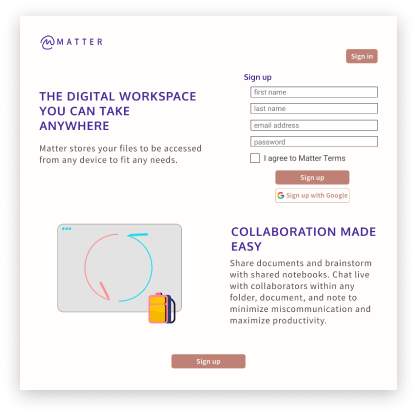 MATTER
Sign in
THE DIGITAL WORKSPACE
YOU CAN TAKE
ANYWHERE
Matter stores your files to be accessed
from any device to fit any needs.
Sign up
first name
last name
email address
password
I agree to Matter Terms
Sign up
Sign up with Google
COLLABORATION MADE
EASY
Share documents and brainstorm
with shared notebooks. Chat live
with collaborators within any
folder, document, and note to
minimize miscommunication and
maximize productivity.
Sign up